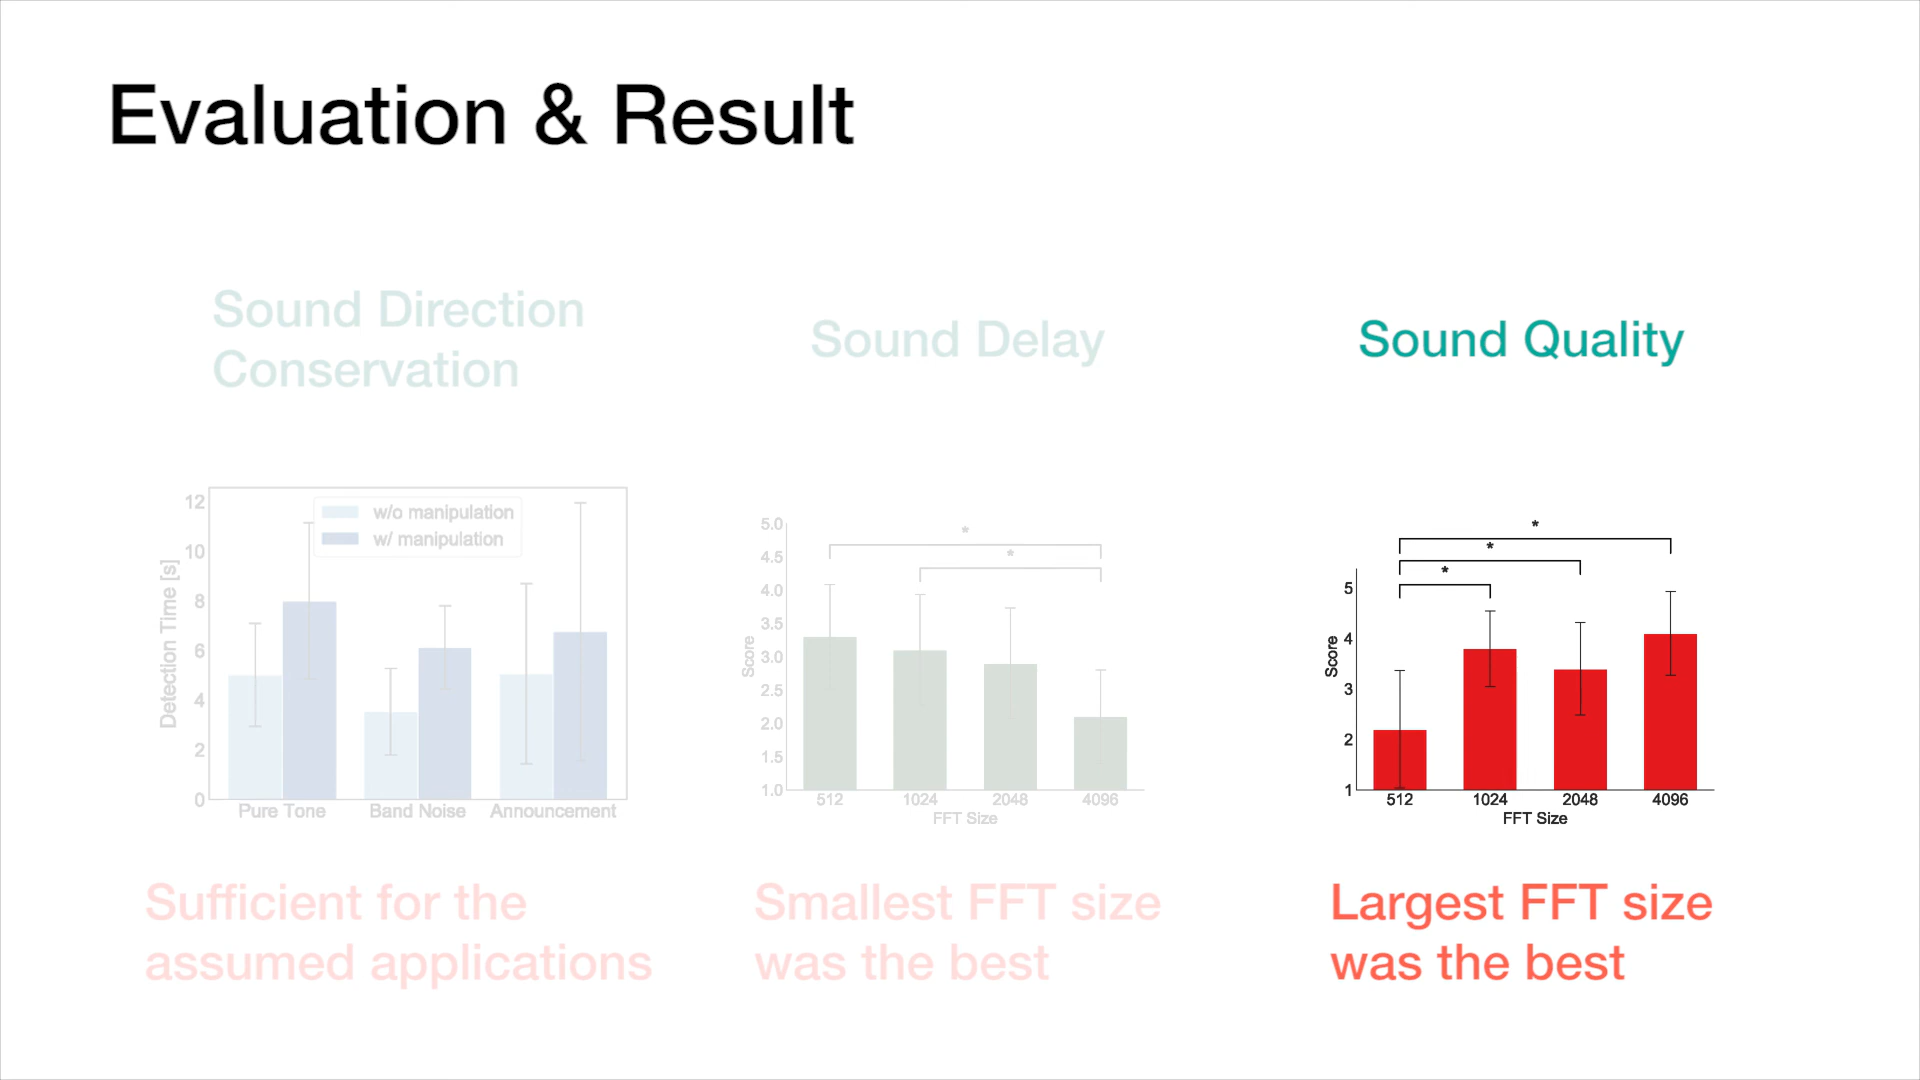 Evaluation & Result
Sound Direction
Conservation
12
10
8
6
4
2
0
Detection Time [s]
w/o manipulation
w/ manipulation
Pure Tone
Band Noise
Announcement
Sufficient for the
assumed applications
Sound Delay
*
*
5.0
4.5
4.0
3.5
3.0
2.5
2.0
1.5
1.0
Score
512
1024
2048
4096
FFT Size
Smallest FFT size
was the best
Sound Quality
*
*
*
5
4
3
2
1
Score
512
1024
2048
4096
FFT Size
Largest FFT size
was the best